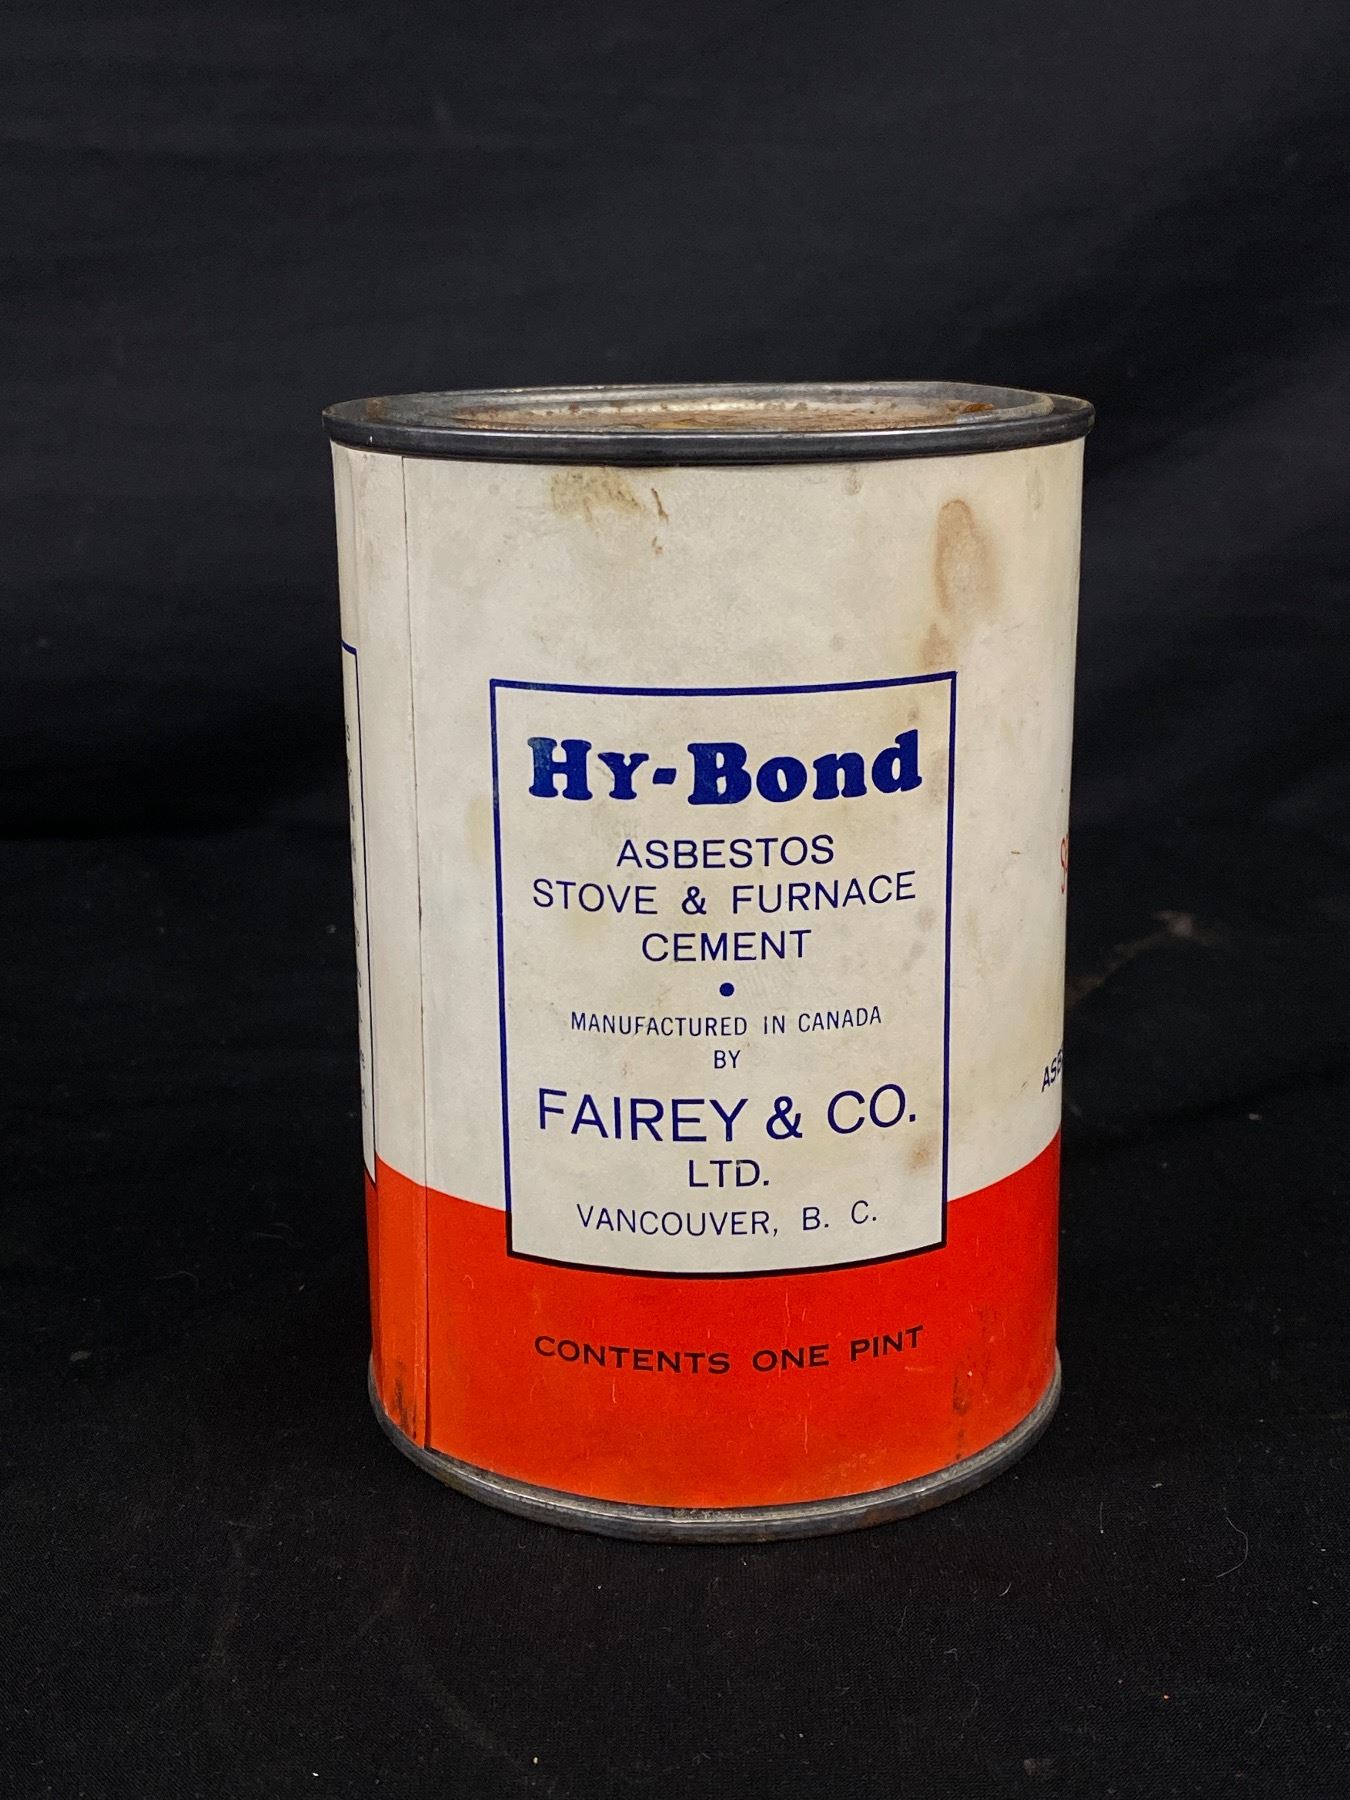 Hy-Bond
ASBESTOS
STOVE & FURNACE
CEMENT
•
MANUFACTURED IN CANADA
BY
FAIREY & CO.
LTD.
VANCOUVER, B. C.
CONTENTS ONE PINT